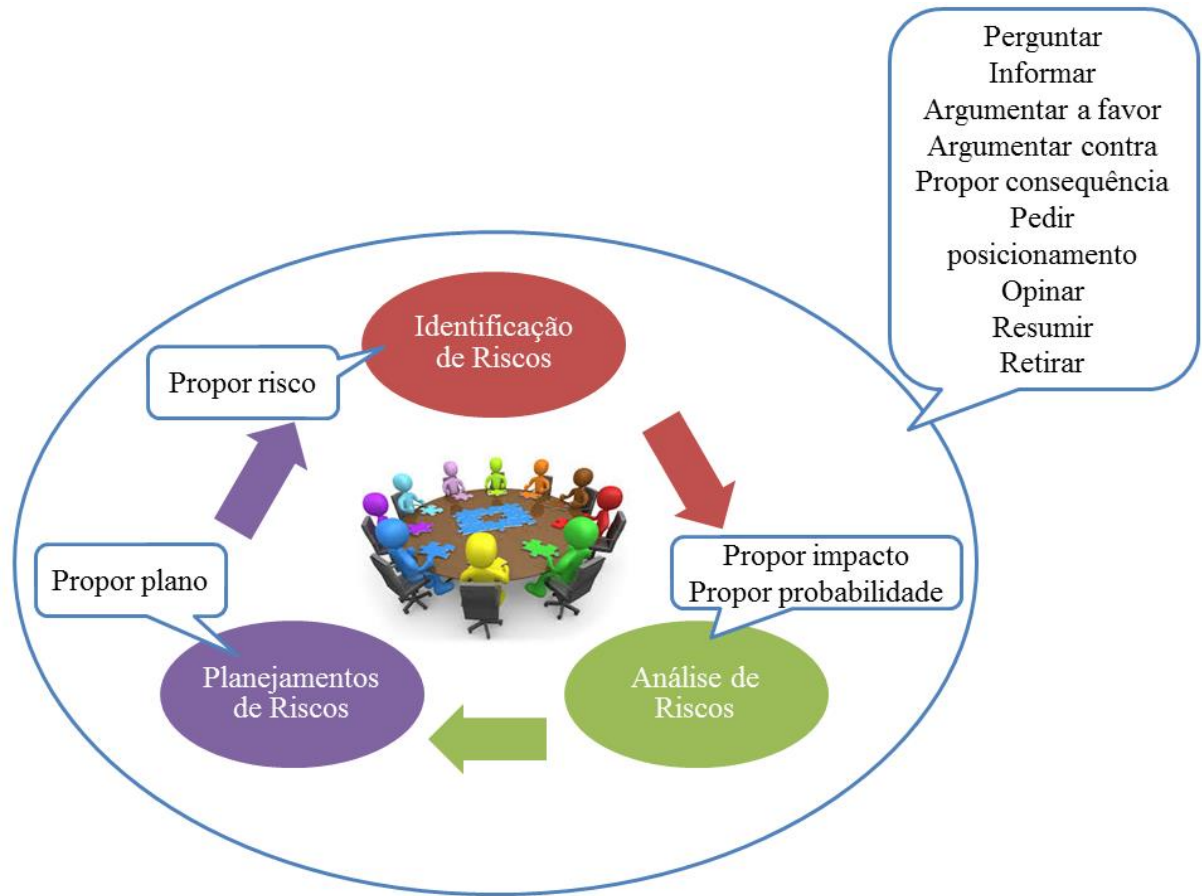 Perguntar
Informar
Argumentar a favor
Argumentar contra
Propor consequência
Pedir
posicionamento
Opinar
Resumir
Retirar
Identificação
de Riscos
Propor risco
Propor impacto
Propor probabilidade
Propor plano
Planejamentos
de Riscos
Análise de
Riscos